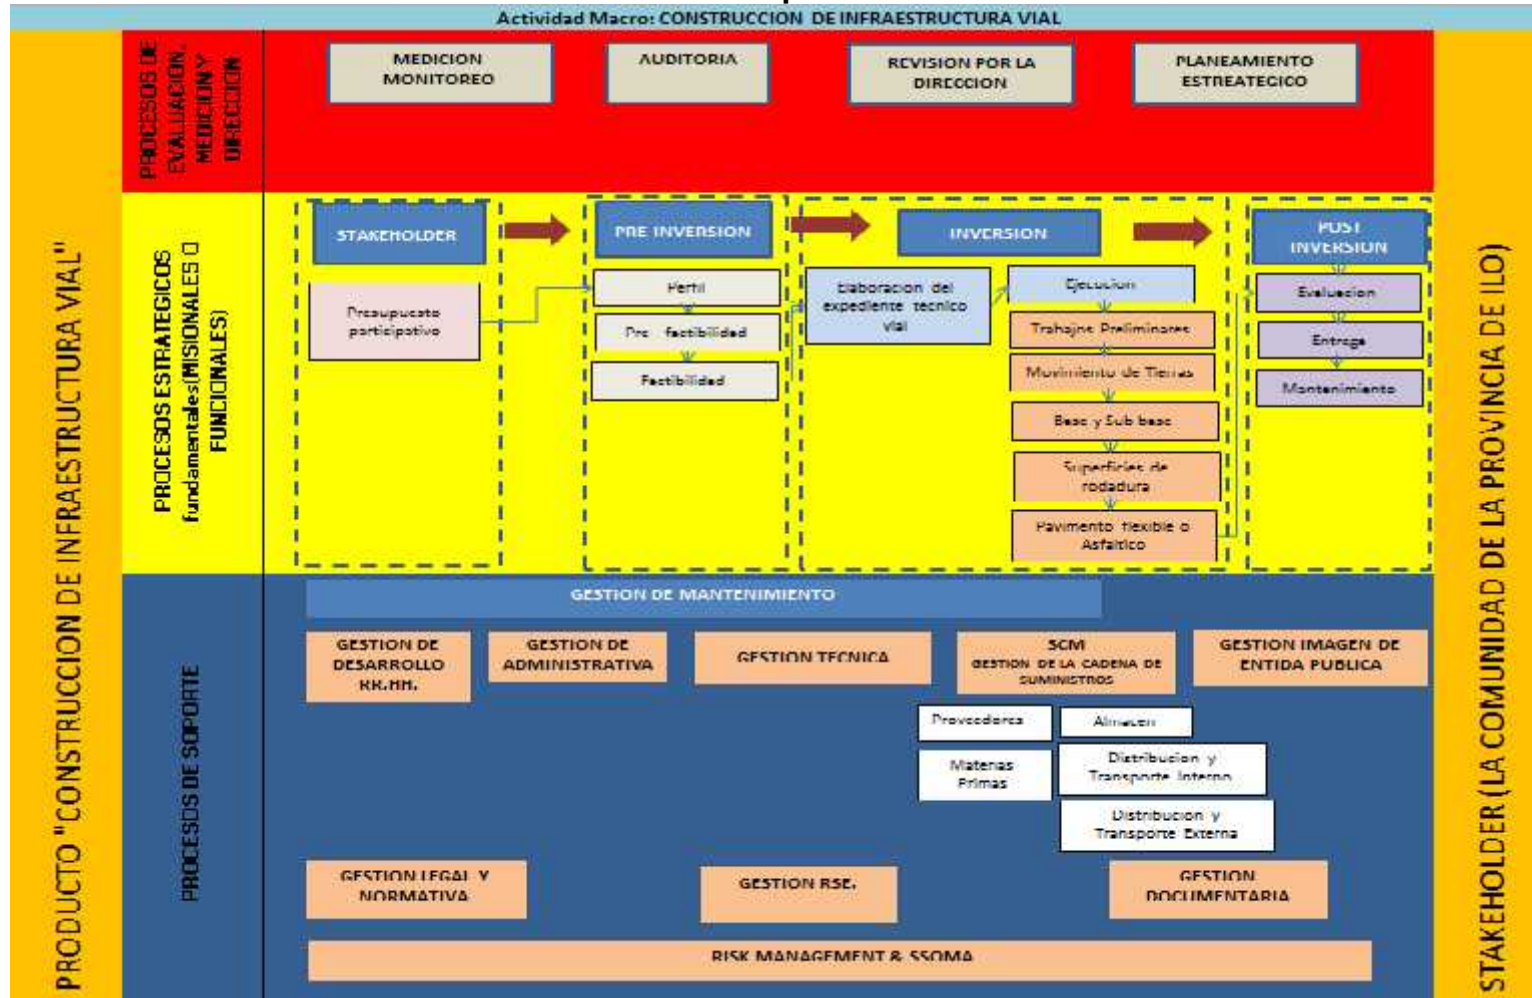 Actividad Macro: CONSTRUCCION DE INFRAESTRUCTURA VIAL
PRODUCTO "CONSTRUCCION DE INFRAESTRUCTURA VIAL"
PROCESOS DE
EVALUACION,
MEDICION Y
DIRECCION
MEDICION
MONITOREO
AUDITORIA
REVISION POR LA
DIRECCION
PLANEAMIENTO
ESTREATEGICO
PROCESOS ESTRATEGICOS
fundamentales(MISIONALES O
FUNCIONALES)
STAKEHOLDER
Presupuesto
participativo
PRE INVERSION
Perfil
Pre factibilidad
Factibilidad
INVERSION
Elaboracion del
expediente tecnico
vial
Ejecucion
Trabajos Preliminares
Movimiento de Tierras
Base y Sub base
Superficies de
rodadura
Pavimento flexible o
Asfaltico
POST
INVERSION
Evaluacion
Entrega
Mantenimiento
PROCESOS DE SOPORTE
GESTION DE MANTENIMIENTO
GESTION DE
DESARROLLO
RR.HH.
GESTION DE
ADMINISTRATIVA
GESTION TECNICA
SCM
GESTION DE LA CADENA DE
SUMINISTROS
GESTION IMAGEN DE
ENTIDA PUBLICA
Proveedores
Almacen
Materias
Primas
Distribucion y
Transporte Interno
Distribucion y
Transporte Externa
GESTION LEGAL Y
NORMATIVA
GESTION RSE.
GESTION
DOCUMENTARIA
RISK MANAGEMENT & SSOMA
STAKEHOLDER (LA COMUNIDAD DE LA PROVINCIA DE ILO)